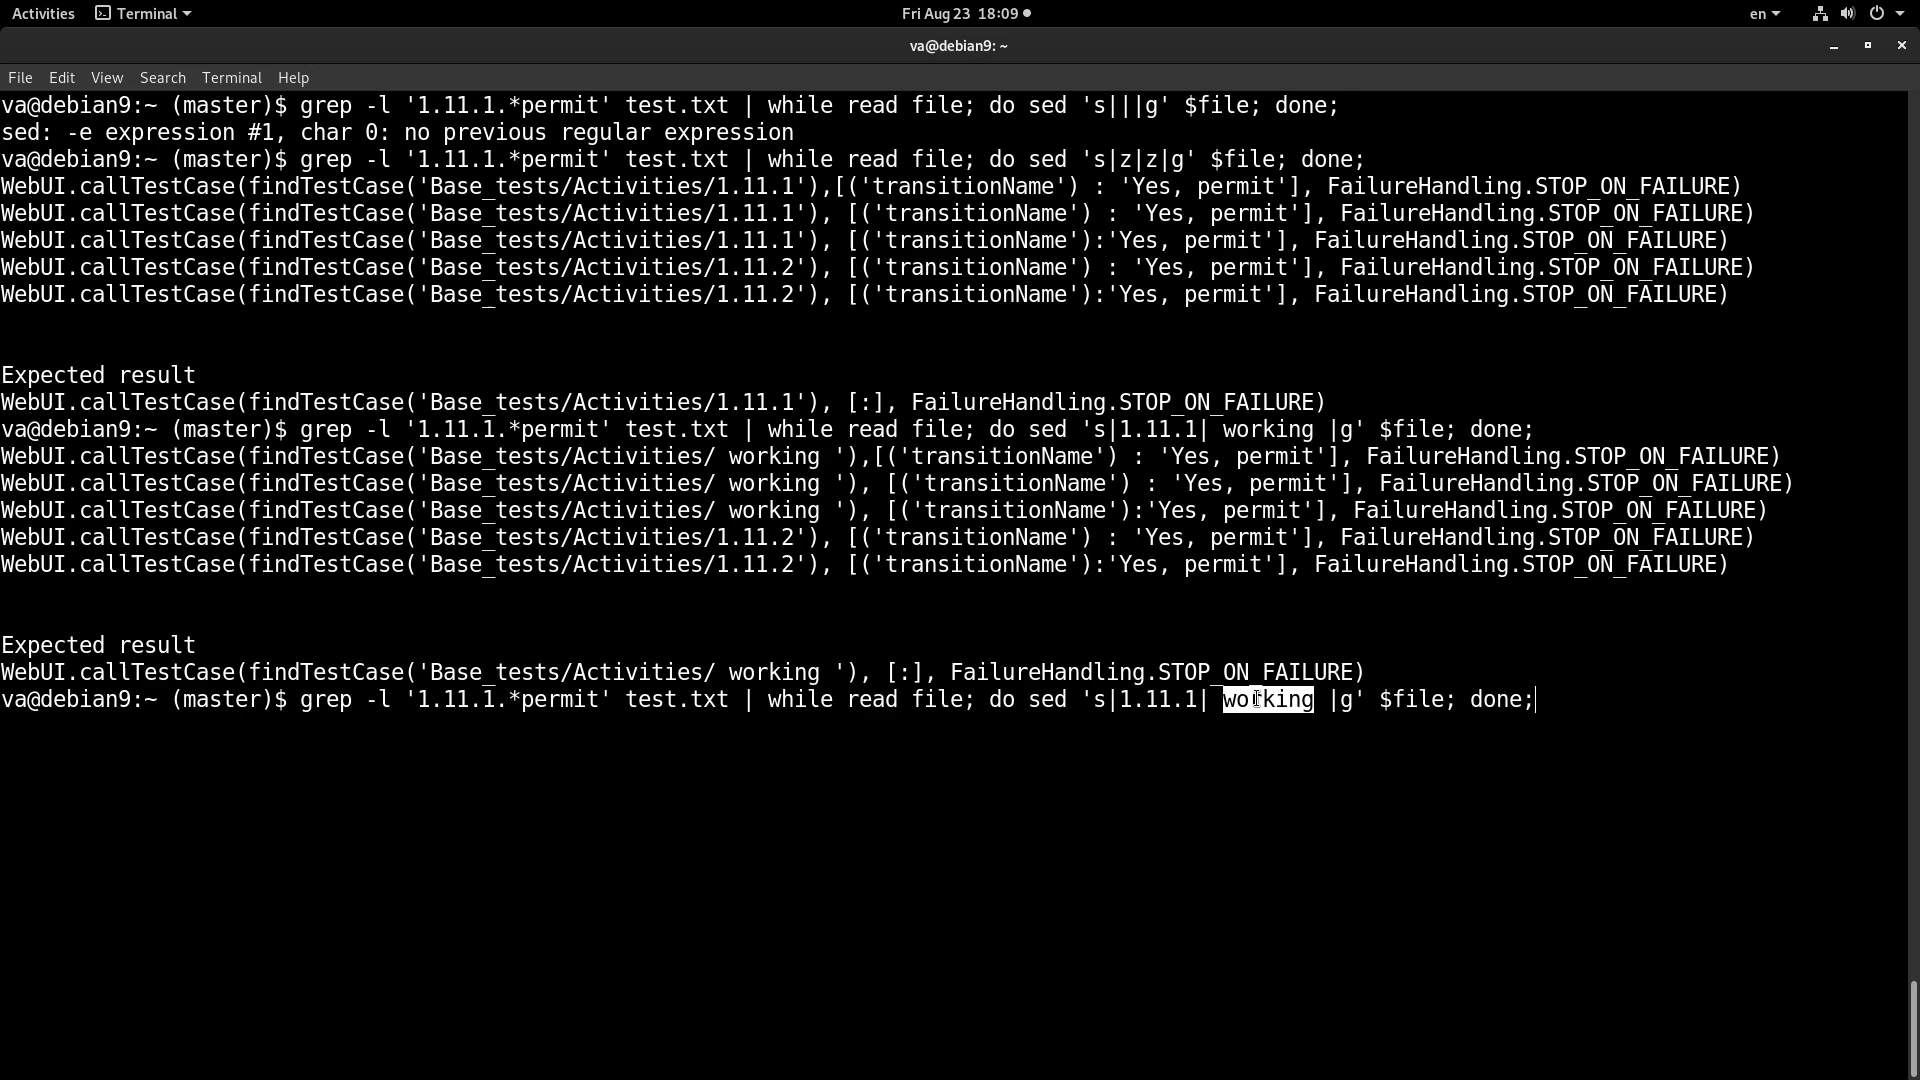 Activities Terminal Fri Aug 23 18:09 en
va@debian9: ~
File Edit View Search Terminal Help
va@debian9:~ (master)$ grep -l '1.11.1.*permit' test.txt | while read file; do sed 's|||g' $file; done;
sed: -e expression #1, char 0: no previous regular expression
va@debian9:~ (master)$ grep -l '1.11.1.*permit' test.txt | while read file; do sed 's|z|z|g' $file; done;
WebUI.callTestCase(findTestCase('Base_tests/Activities/1.11.1'),[('transitionName') : 'Yes, permit'], FailureHandling.STOP_ON_FAILURE)
WebUI.callTestCase(findTestCase('Base_tests/Activities/1.11.1'), [('transitionName') : 'Yes, permit'], FailureHandling.STOP_ON_FAILURE)
WebUI.callTestCase(findTestCase('Base_tests/Activities/1.11.1'), [('transitionName'):'Yes, permit'], FailureHandling.STOP_ON_FAILURE)
WebUI.callTestCase(findTestCase('Base_tests/Activities/1.11.2'), [('transitionName') : 'Yes, permit'], FailureHandling.STOP_ON_FAILURE)
WebUI.callTestCase(findTestCase('Base_tests/Activities/1.11.2'), [('transitionName'):'Yes, permit'], FailureHandling.STOP_ON_FAILURE)
Expected result
WebUI.callTestCase(findTestCase('Base_tests/Activities/1.11.1'), [:], FailureHandling.STOP_ON_FAILURE)
va@debian9:~ (master)$ grep -l '1.11.1.*permit' test.txt | while read file; do sed 's|1.11.1| working |g' $file; done;
WebUI.callTestCase(findTestCase('Base_tests/Activities/ working '),[('transitionName') : 'Yes, permit'], FailureHandling.STOP_ON_FAILURE)
WebUI.callTestCase(findTestCase('Base_tests/Activities/ working '), [('transitionName') : 'Yes, permit'], FailureHandling.STOP_ON_FAILURE)
WebUI.callTestCase(findTestCase('Base_tests/Activities/ working '), [('transitionName'):'Yes, permit'], FailureHandling.STOP_ON_FAILURE)
WebUI.callTestCase(findTestCase('Base_tests/Activities/1.11.2'), [('transitionName') : 'Yes, permit'], FailureHandling.STOP_ON_FAILURE)
WebUI.callTestCase(findTestCase('Base_tests/Activities/1.11.2'), [('transitionName'):'Yes, permit'], FailureHandling.STOP_ON_FAILURE)
Expected result
WebUI.callTestCase(findTestCase('Base_tests/Activities/ working '), [:], FailureHandling.STOP_ON_FAILURE)
va@debian9:~ (master)$ grep -l '1.11.1.*permit' test.txt | while read file; do sed 's|1.11.1| working |g' $file; done;